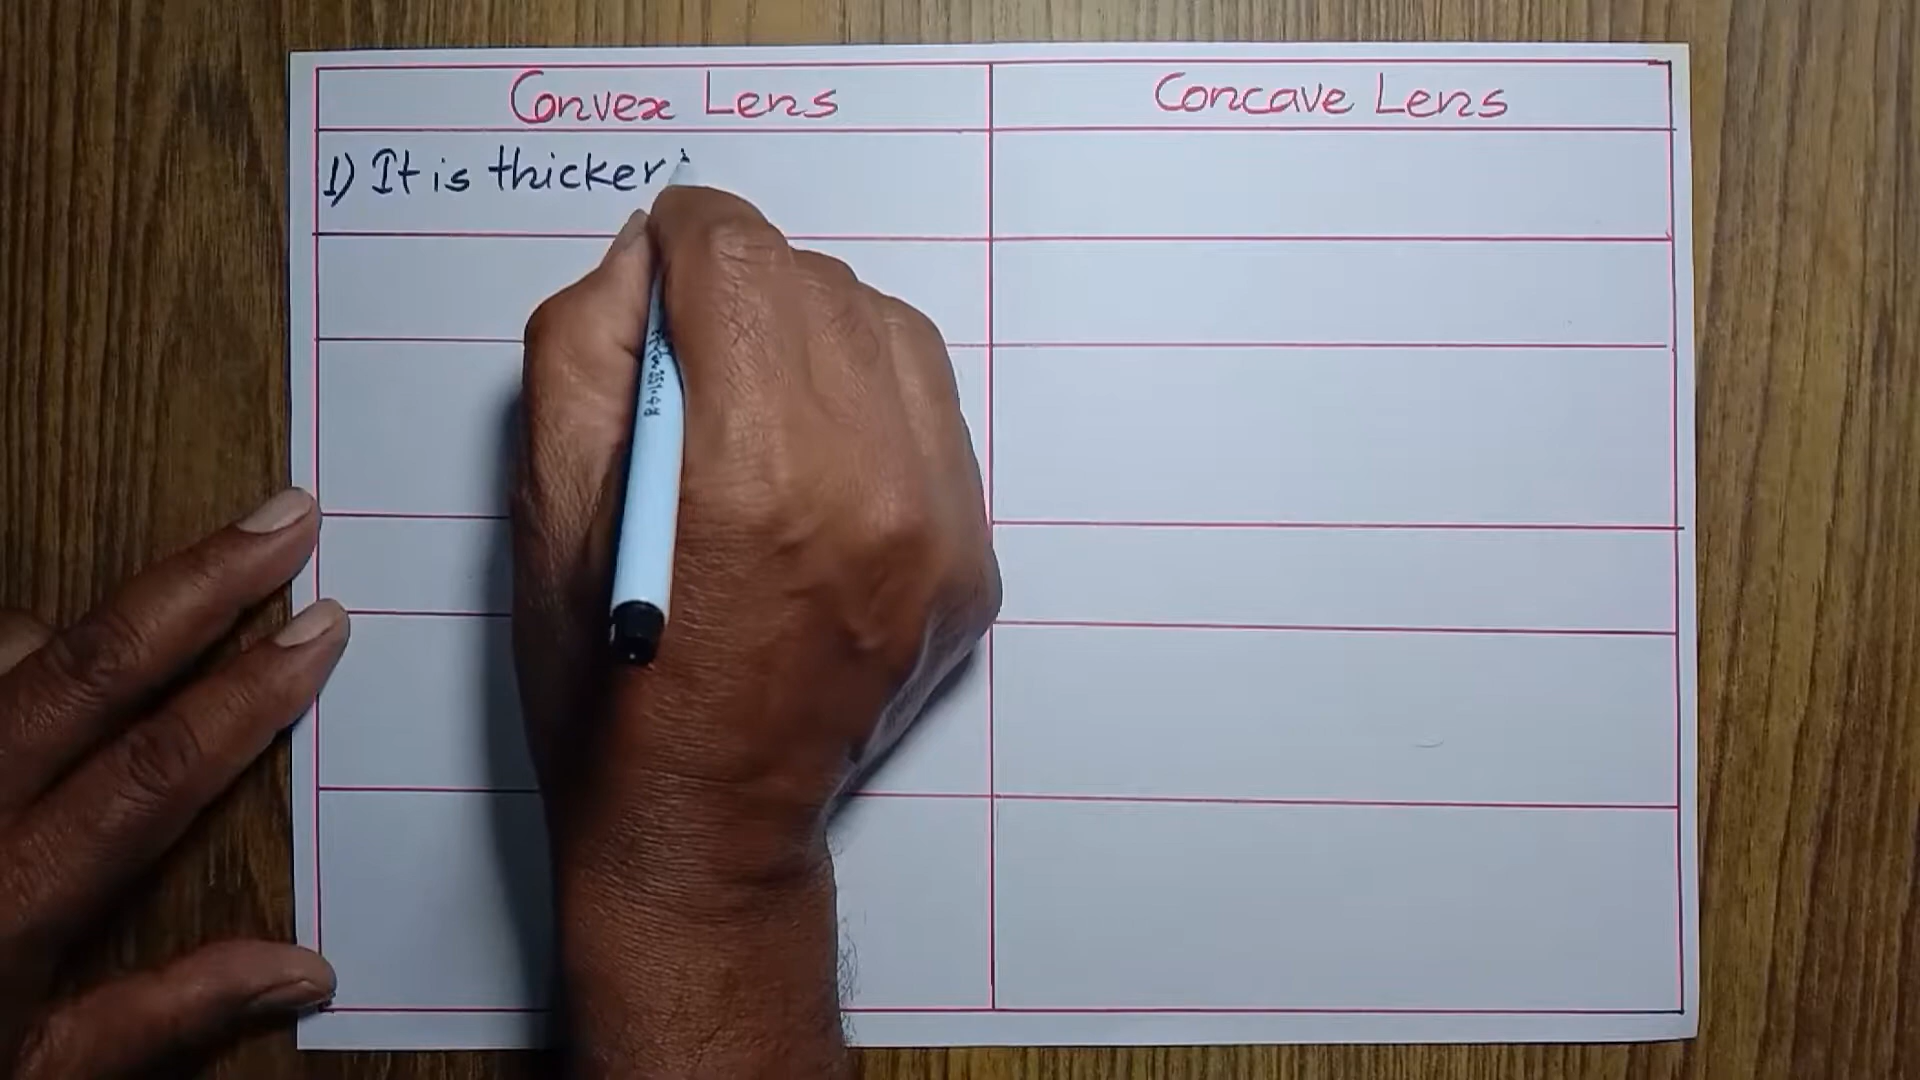 Convex Lens
Concave Lens
1) It is thicker